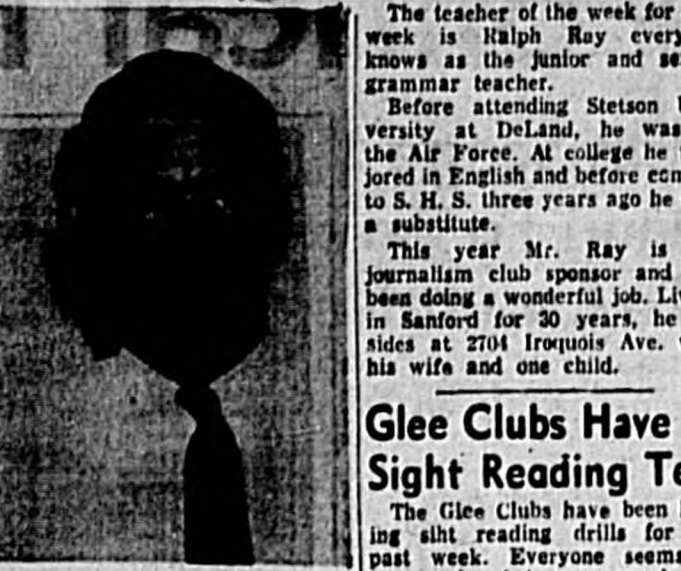 The teacher of the week for
week is Ralph Ray every
knows as the junior and se
grammar teacher.
Before attending Stetson
versity at DeLand, he was
the Air Force. At college he
jored in English and before com
to S. H. S. three years ago he
a substitute.
This year Mr. Ray is
journalism club sponsor and
been doing a wonderful job. Liv
in Sanford for 30 years, he
sides at 2704 Iroquois Ave.
his wife and one child.
Glee Clubs Have
Sight Reading Te
The Glee Clubs have been
ing siht reading drills for
past week. Everyone seems